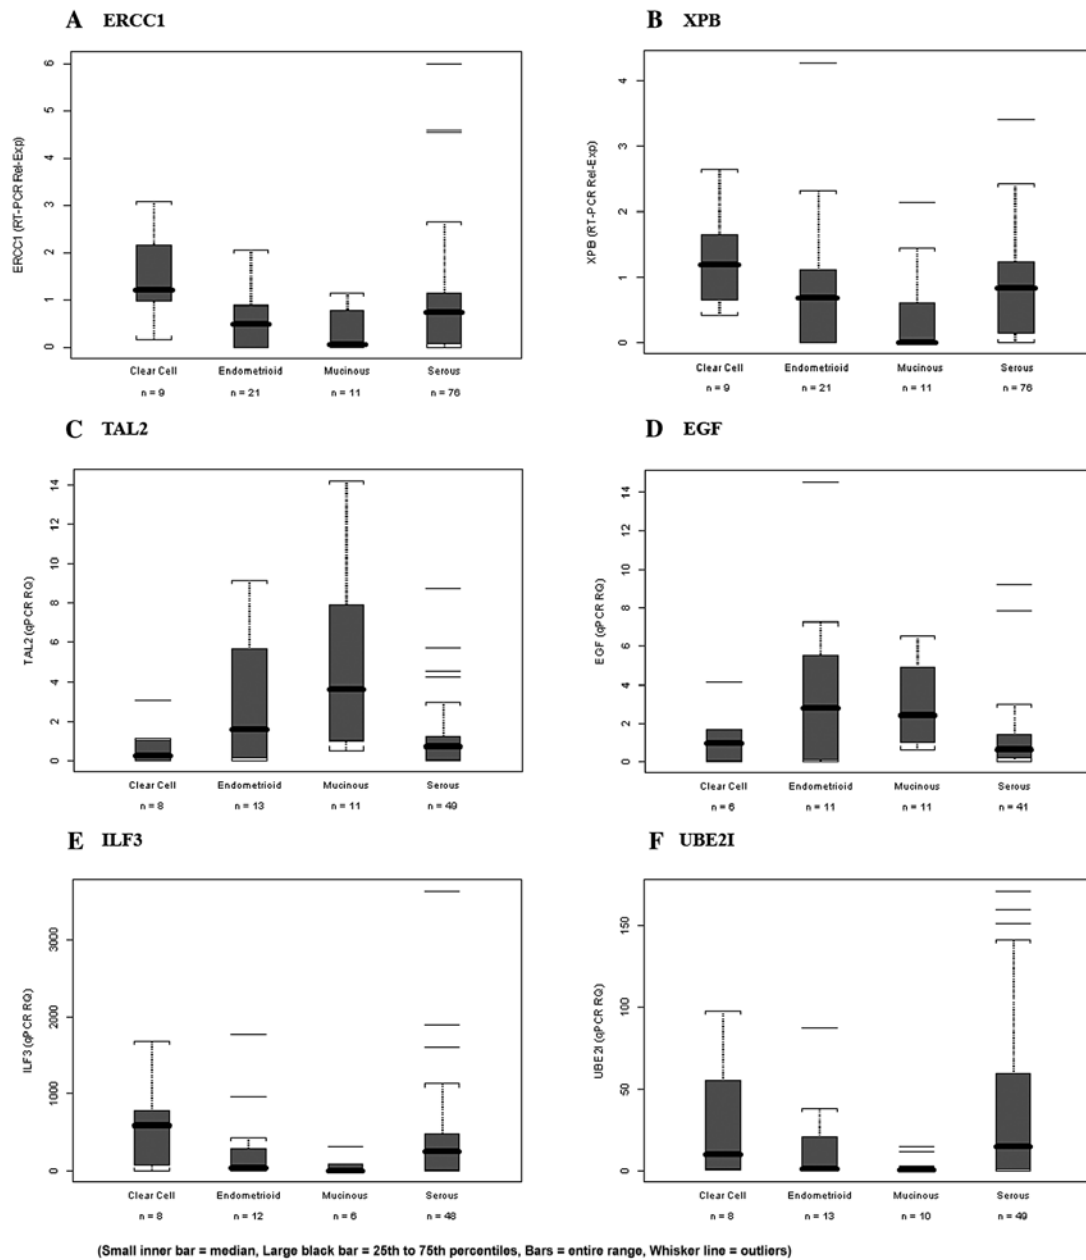 A ERCC1
B XPB
ERCC1 (RT-PCR Rel-Exp)
6
5
4
3
2
1
0
Clear Cell Endometrioid Mucinous Serous
n = 9 n = 21 n = 11 n = 76
XPB (RT-PCR Rel-Exp)
4
3
2
1
0
Clear Cell Endometrioid Mucinous Serous
n = 9 n = 21 n = 11 n = 76
C TAL2
D EGF
TAL2 (qPCR RQ)
14
12
10
8
6
4
2
0
Clear Cell Endometrioid Mucinous Serous
n = 8 n = 13 n = 11 n = 49
EGF (qPCR RQ)
14
12
10
8
6
4
2
0
Clear Cell Endometrioid Mucinous Serous
n = 6 n = 11 n = 11 n = 41
E ILF3
F UBE2I
ILF3 (qPCR RQ)
3000
2000
1000
0
Clear Cell Endometrioid Mucinous Serous
n = 8 n = 12 n = 6 n = 48
UBE2I (qPCR RQ)
150
100
50
0
Clear Cell Endometrioid Mucinous Serous
n = 8 n = 13 n = 10 n = 49
(Small inner bar = median, Large black bar = 25th to 75th percentiles, Bars = entire range, Whisker line = outliers)